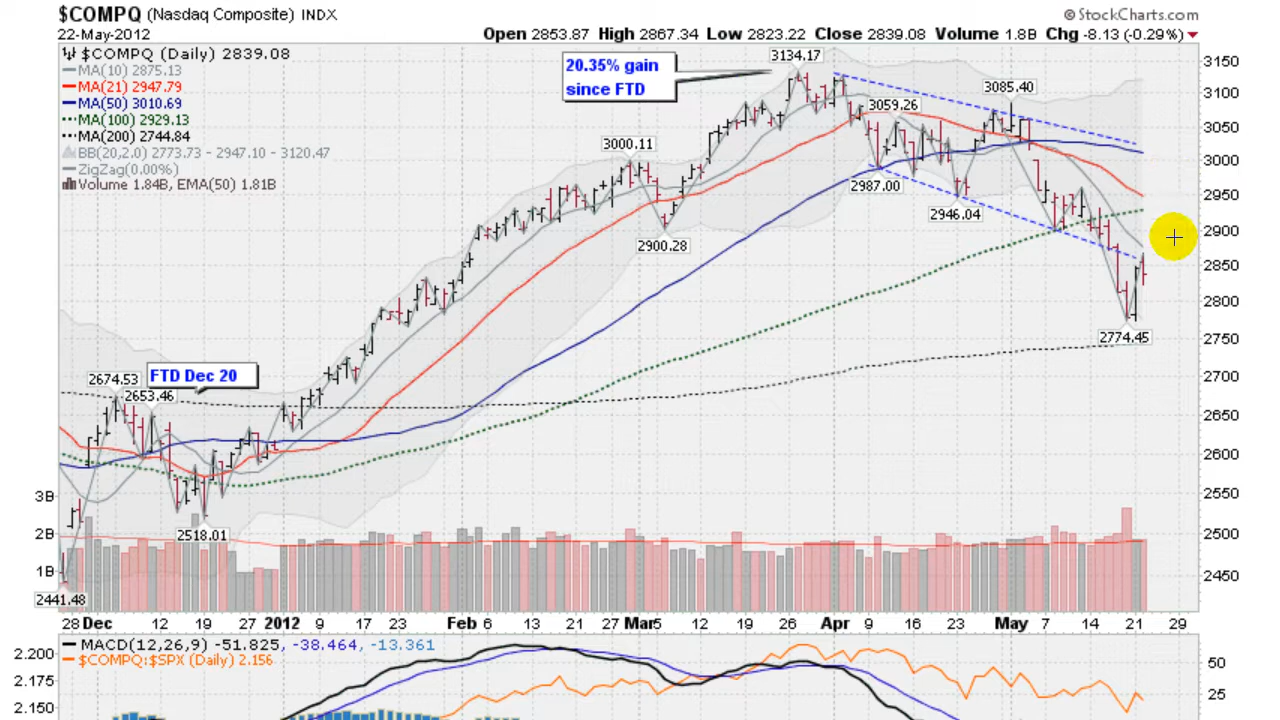 $COMPQ (Nasdaq Composite) INDX
© StockCharts.com
22-May-2012
Open 2853.87 High 2867.34 Low 2823.22 Close 2839.08 Volume 1.8B Chg -8.13 (-0.29%)
$COMPQ (Daily) 2839.08
MA(10) 2875.13
MA(21) 2947.79
MA(50) 3010.69
MA(100) 2929.13
MA(200) 2744.84
BB(20,2.0) 2773.73 - 2947.10 - 3120.47
ZigZag(0.00%)
Volume 1.84B, EMA(50) 1.81B
20.35% gain
since FTD
3134.17
3085.40
3059.26
3000.11
2987.00
2946.04
2900.28
2774.45
FTD Dec 20
2674.53
2653.46
2518.01
2441.48
3150
3100
3050
3000
2950
2900
2850
2800
2750
2700
2650
2600
2550
2500
2450
3B
2B
1B
28 Dec 12 19 27 2012 9 17 23 Feb 6 13 21 27 Mar 5 12 19 26 Apr 9 16 23 May 7 14 21 29
MACD(12,26,9) -51.825, -38.464, -13.361
$COMPQ:$SPX (Daily) 2.156
2.200
2.175
2.150
50
25